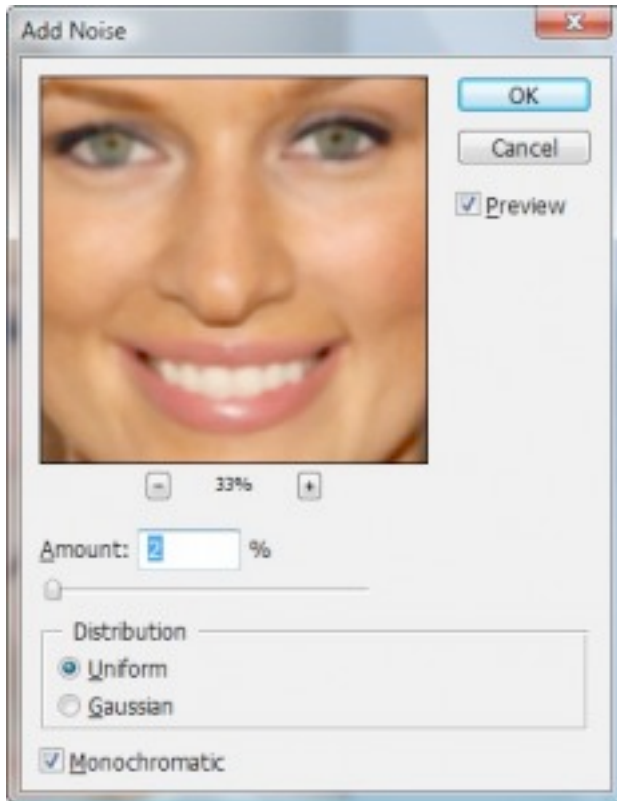 Add Noise
OK
Cancel
Preview
33%
Amount: 2 %
Distribution
Uniform
Gaussian
Monochromatic